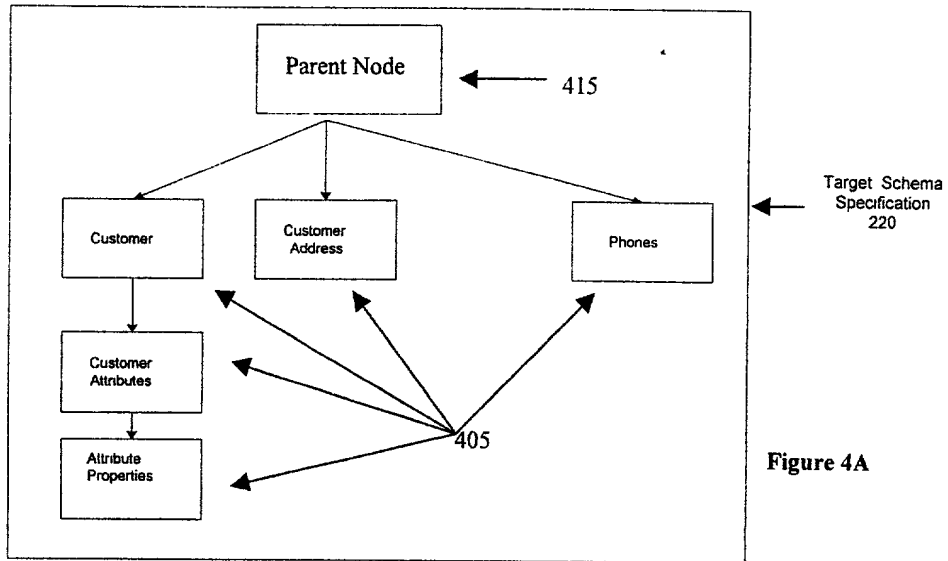 Parent Node
415
Target Schema
Specification
220
Customer
Customer
Address
Phones
Customer
Attributes
405
Attribute
Properties
Figure 4A